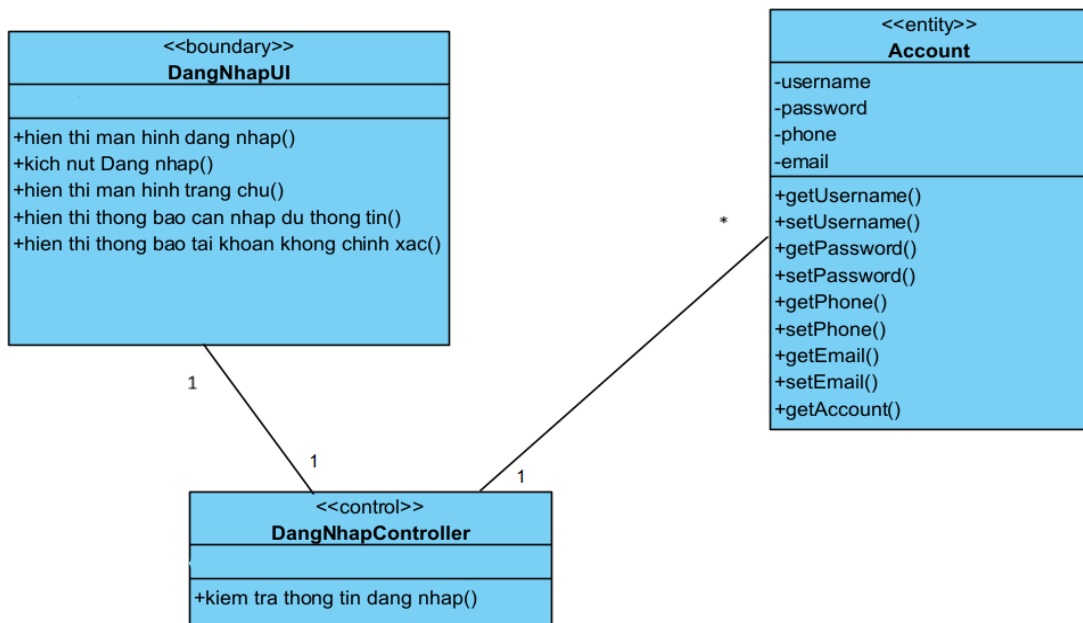 <<boundary>>
DangNhapUI
+hien thi man hinh dang nhap()
+kich nut Dang nhap()
+hien thi man hinh trang chu()
+hien thi thong bao can nhap du thong tin()
+hien thi thong bao tai khoan khong chinh xac()
<<entity>>
Account
-username
-password
-phone
-email
+getUsername()
+setUsername()
+getPassword()
+setPassword()
+getPhone()
+setPhone()
+getEmail()
+setEmail()
+getAccount()
*
1
1
1
<<control>>
DangNhapController
+kiem tra thong tin dang nhap()